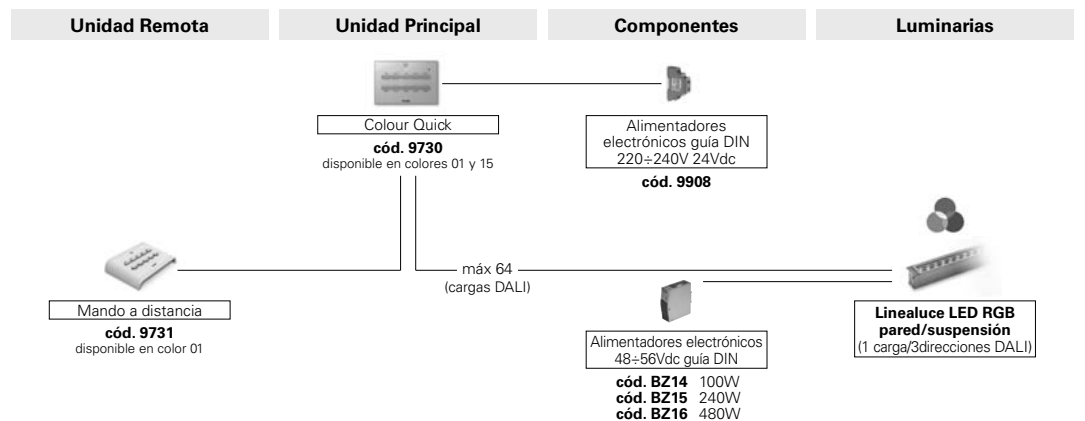 Unidad Remota
Unidad Principal
Componentes
Luminarias
Colour Quick
cód. 9730
disponible en colores 01 y 15
Alimentadores
electrónicos guía DIN
220÷240V 24Vdc
cód. 9908
Mando a distancia
cód. 9731
disponible en color 01
máx 64
(cargas DALI)
Alimentadores electrónicos
48÷56Vdc guía DIN
cód. BZ14 100W
cód. BZ15 240W
cód. BZ16 480W
Linealuce LED RGB
pared/suspensión
(1 carga/3direcciones DALI)